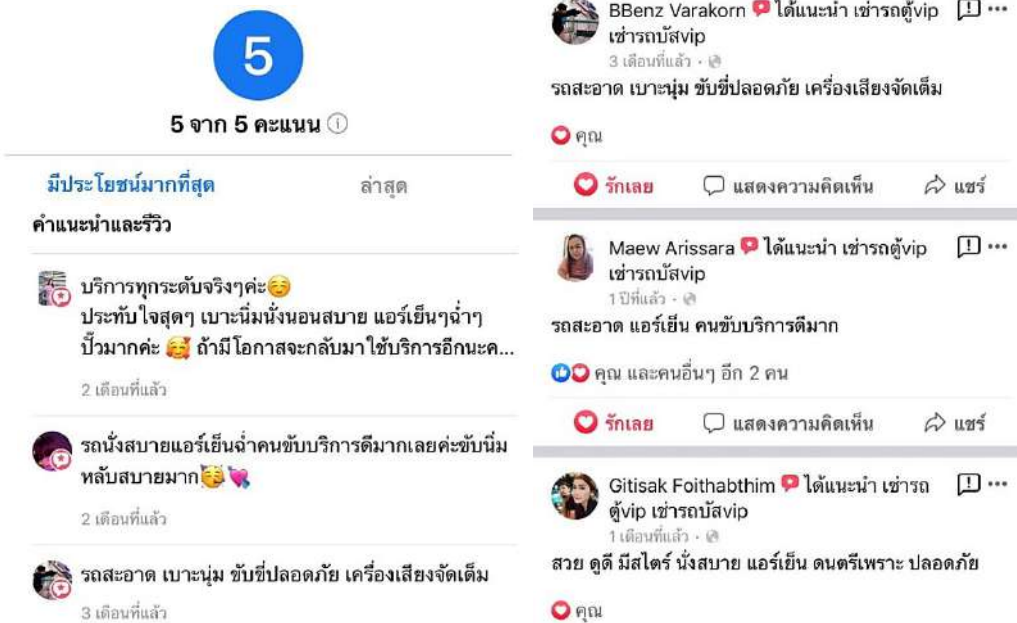 5
5 จาก 5 คะแนน
มีประโยชน์มากที่สุด
ล่าสุด
คำแนะนำและรีวิว
บริการทุกระดับจริงๆค่ะ☺️
ประทับใจสุดๆ เบาะนิ่มนั่งนอนสบาย แอร์เย็นๆฉ่ำๆ
ปั๊วมากค่ะ 🥰 ถ้ามีโอกาสจะกลับมาใช้บริการอีกนะค...
2 เดือนที่แล้ว
รถนั่งสบายแอร์เย็นฉ่ำคนขับบริการดีมากเลยค่ะขับนิ่ม
หลับสบายมาก🥳💘
2 เดือนที่แล้ว
รถสะอาด เบาะนุ่ม ขับขี่ปลอดภัย เครื่องเสียงจัดเต็ม
3 เดือนที่แล้ว
BBenz Varakorn ได้แนะนำ เช่ารถตู้vip
เช่ารถบัสvip
3 เดือนที่แล้ว ·
รถสะอาด เบาะนุ่ม ขับขี่ปลอดภัย เครื่องเสียงจัดเต็ม
คุณ
รักเลย แสดงความคิดเห็น แชร์
Maew Arissara ได้แนะนำ เช่ารถตู้vip
เช่ารถบัสvip
1 ปีที่แล้ว ·
รถสะอาด แอร์เย็น คนขับบริการดีมาก
คุณ และคนอื่นๆ อีก 2 คน
รักเลย แสดงความคิดเห็น แชร์
Gitisak Foithabthim ได้แนะนำ เช่ารถ
ตู้vip เช่ารถบัสvip
1 เดือนที่แล้ว ·
สวย ดูดี มีสไตร์ นั่งสบาย แอร์เย็น ดนตรีเพราะ ปลอดภัย
คุณ